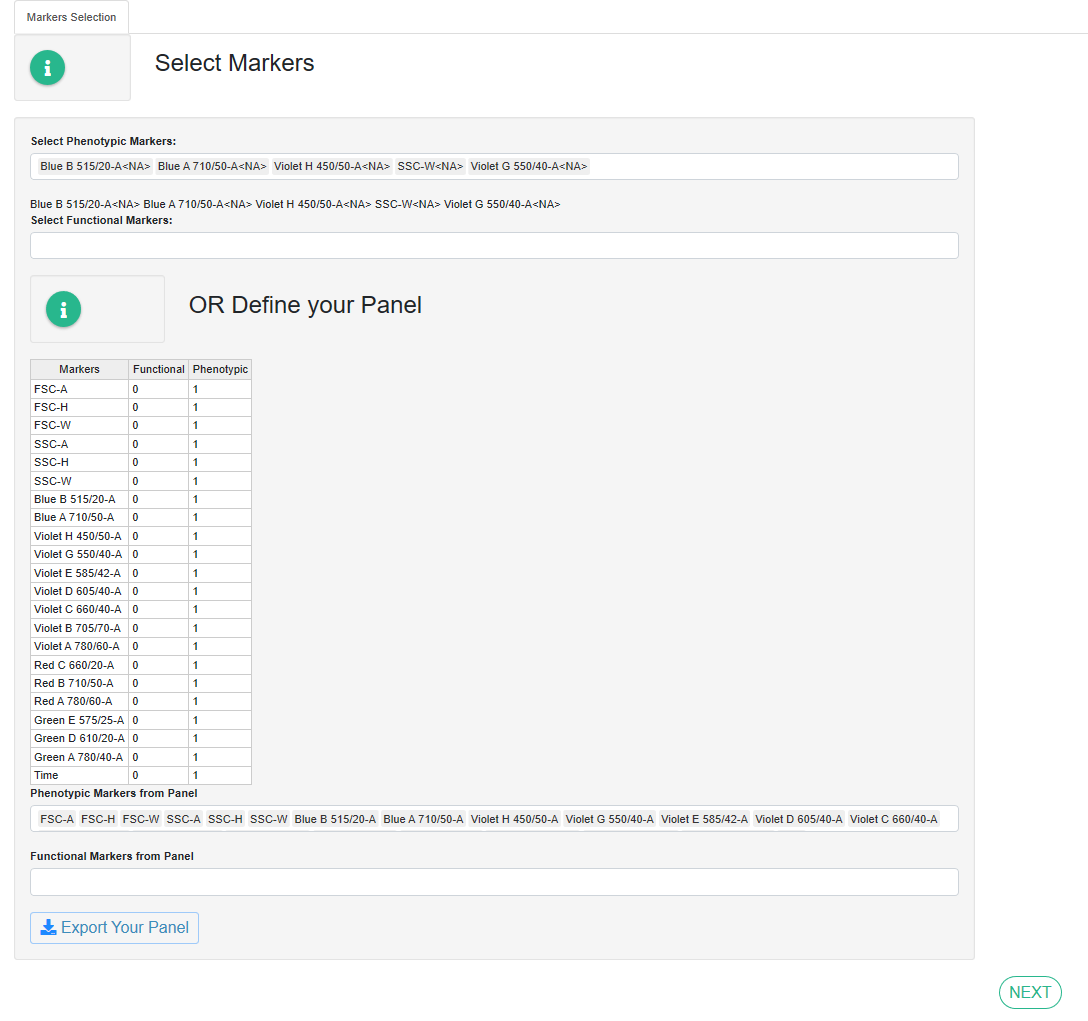 Markers Selection
Select Markers
Select Phenotypic Markers:
Blue B 515/20-A<NA> Blue A 710/50-A<NA> Violet H 450/50-A<NA> SSC-W<NA> Violet G 550/40-A<NA>
Blue B 515/20-A<NA> Blue A 710/50-A<NA> Violet H 450/50-A<NA> SSC-W<NA> Violet G 550/40-A<NA>
Select Functional Markers:
OR Define your Panel
Markers Functional Phenotypic
FSC-A 0 1
FSC-H 0 1
FSC-W 0 1
SSC-A 0 1
SSC-H 0 1
SSC-W 0 1
Blue B 515/20-A 0 1
Blue A 710/50-A 0 1
Violet H 450/50-A 0 1
Violet G 550/40-A 0 1
Violet E 585/42-A 0 1
Violet D 605/40-A 0 1
Violet C 660/40-A 0 1
Violet B 705/70-A 0 1
Violet A 780/60-A 0 1
Red C 660/20-A 0 1
Red B 710/50-A 0 1
Red A 780/60-A 0 1
Green E 575/25-A 0 1
Green D 610/20-A 0 1
Green A 780/40-A 0 1
Time 0 1
Phenotypic Markers from Panel
FSC-A FSC-H FSC-W SSC-A SSC-H SSC-W Blue B 515/20-A Blue A 710/50-A Violet H 450/50-A Violet G 550/40-A Violet E 585/42-A Violet D 605/40-A Violet C 660/40-A
Functional Markers from Panel
Export Your Panel
NEXT